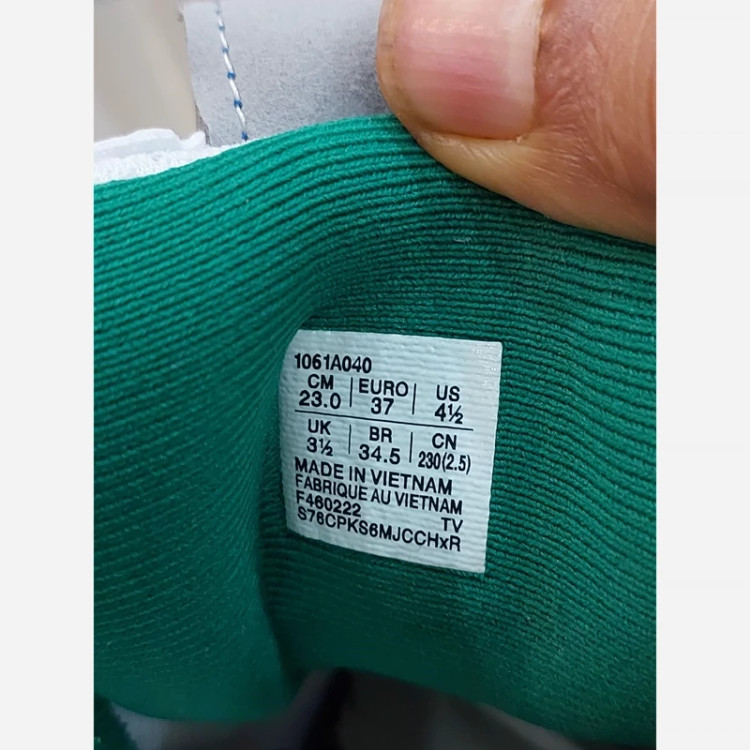 1061A040
CM | EURO | US
23.0 | 37 | 4½
UK | BR | CN
3½ | 34.5 | 230(2.5)
MADE IN VIETNAM
FABRIQUE AU VIETNAM
F460222 TV
S76CPKS6MJCCHxR